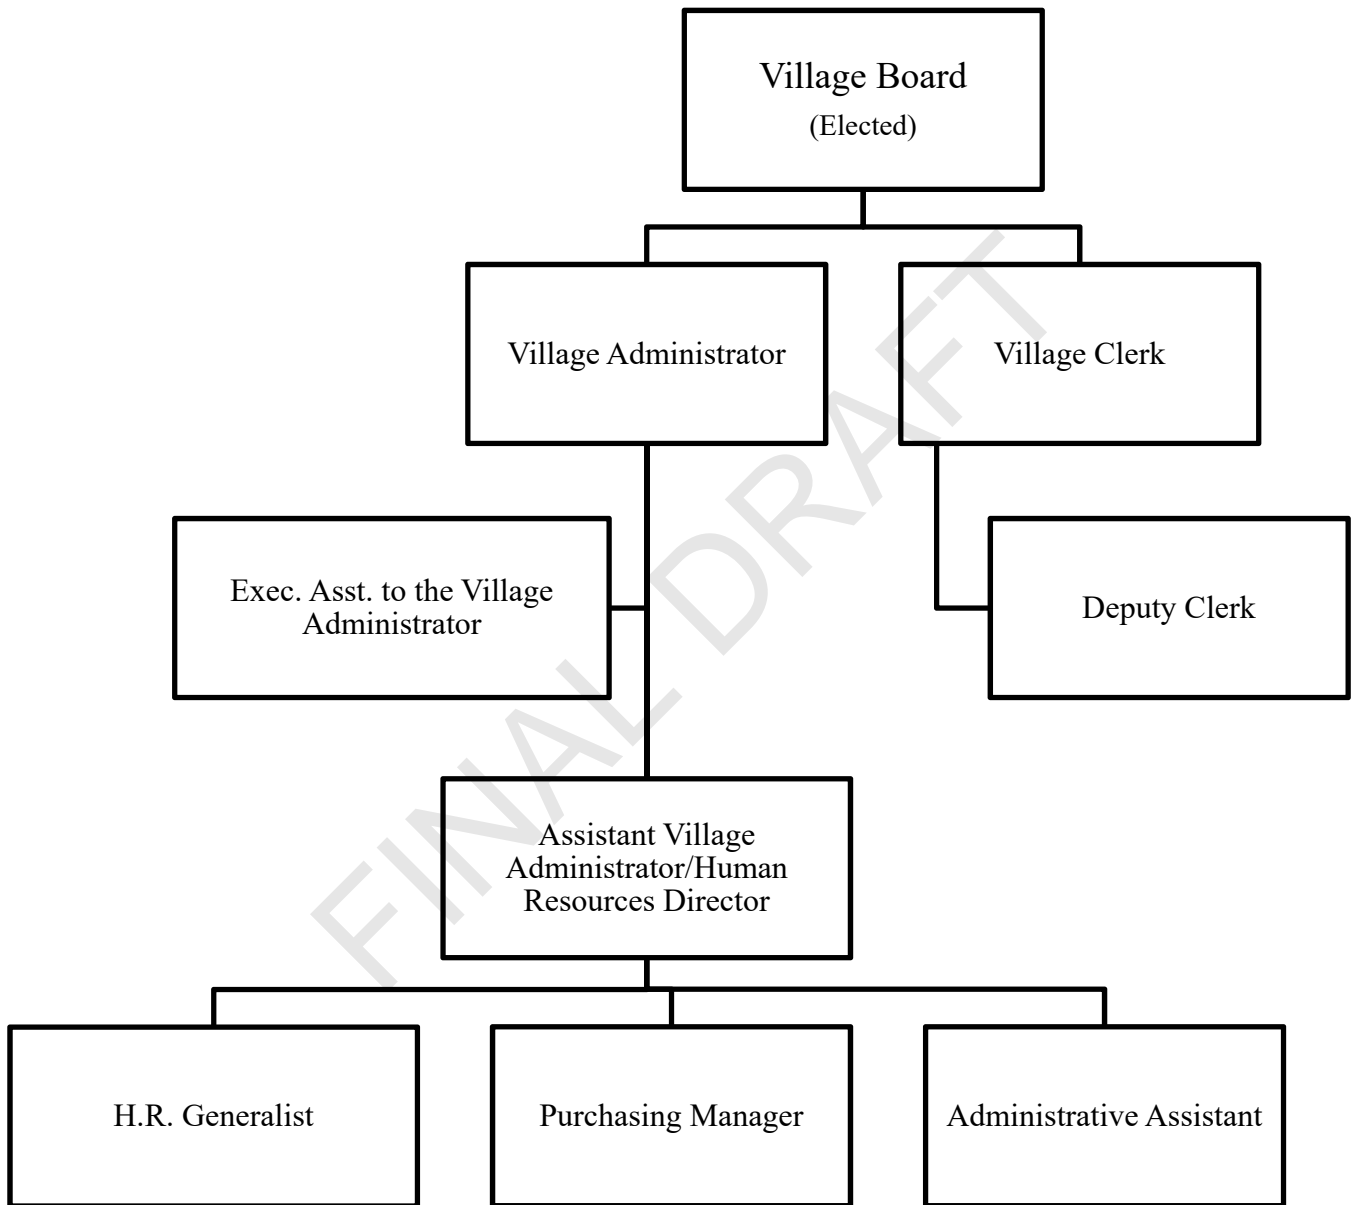 Village Board
(Elected)
Village Administrator
Village Clerk
Exec. Asst. to the Village
Administrator
Deputy Clerk
Assistant Village
Administrator/Human
Resources Director
H.R. Generalist
Purchasing Manager
Administrative Assistant
FINAL DRAFT